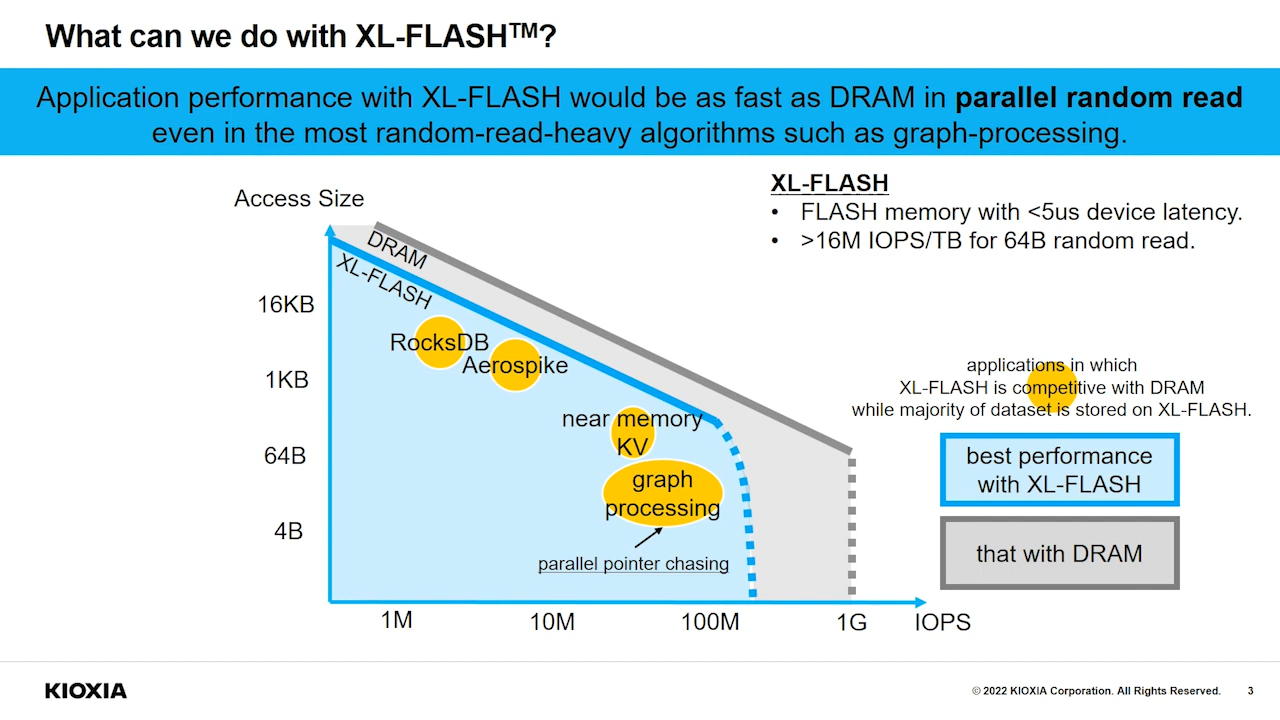 What can we do with XL-FLASH™?
Application performance with XL-FLASH would be as fast as DRAM in parallel random read
even in the most random-read-heavy algorithms such as graph-processing.
XL-FLASH
• FLASH memory with <5us device latency.
• >16M IOPS/TB for 64B random read.
Access Size
DRAM
XL-FLASH
16KB
RocksDB
Aerospike
1KB
near memory
KV
64B
graph
processing
4B
parallel pointer chasing
1M
10M
100M
1G
IOPS
applications in which
XL-FLASH is competitive with DRAM
while majority of dataset is stored on XL-FLASH.
best performance
with XL-FLASH
that with DRAM
KIOXIA
© 2022 KIOXIA Corporation. All Rights Reserved.
3